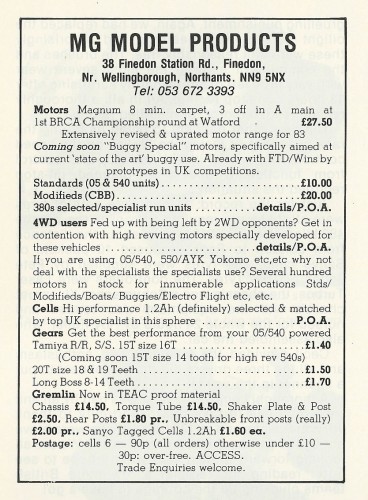 MG MODEL PRODUCTS
38 Finedon Station Rd., Finedon,
Nr. Wellingborough, Northants. NN9 5NX
Tel: 053 672 3393
Motors Magnum 8 min. carpet, 3 off in A main at
1st BRCA Championship round at Watford . £27.50
Extensively revised & uprated motor range for 83
Coming soon "Buggy Special" motors, specifically aimed at
current 'state of the art' buggy use. Already with FTD/Wins by
prototypes in UK competitions.
Standards (05 & 540 units) . . . . . . . . . . . . . . . . . . . . . . £10.00
Modifieds (CBB) . . . . . . . . . . . . . . . . . . . . . . . . . . . . . . £20.00
380s selected/specialist run units . . . . . . . . . . details/P.O.A.
4WD users Fed up with being left by 2WD opponents? Get in
contention with high revving motors specially developed for
these vehicles . . . . . . . . . . . . . . . . . . . . . . . . details/P.O.A.
If you are using 05/540, 550/AYK Yokomo etc,etc why not
deal with the specialists the specialists use? Several hundred
motors in stock for innumerable applications Stds/
Modifieds/Boats/ Buggies/Electro Flight etc, etc.
Cells Hi performance 1.2Ah (definitely) selected & matched
by top UK specialist in this sphere . . . . . . . . . . . . . . P.O.A.
Gears Get the best performance from your 05/540 powered
Tamiya R/R, S/S. 15T size 16T . . . . . . . . . . . . . . . . . . . £1.40
(Coming soon 15T size 14 tooth for high rev 540s)
20T size 18 & 19 Teeth . . . . . . . . . . . . . . . . . . . . . . . . . £1.50
Long Boss 8-14 Teeth . . . . . . . . . . . . . . . . . . . . . . . . . . £1.70
Gremlin Now in TEAC proof material
Chassis £14.50, Torque Tube £14.50, Shaker Plate & Post
£2.50, Rear Posts £1.80 pr., Unbreakable front posts (really)
£2.00 pr., Sanyo Tagged Cells 1.2Ah £1.60 ea.
Postage: cells 6 — 90p (all orders) otherwise under £10 —
30p: over-free. ACCESS.
Trade Enquiries welcome.